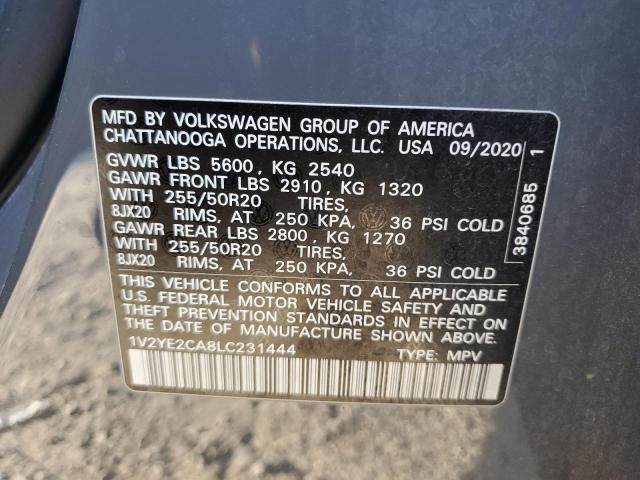 MFD BY VOLKSWAGEN GROUP OF AMERICA
CHATTANOOGA OPERATIONS, LLC. USA 09/2020
GVWR LBS 5600, KG 2540
GAWR FRONT LBS 2910, KG 1320
WITH 255/50R20 TIRES,
8JX20 RIMS, AT 250 KPA, 36 PSI COLD
GAWR REAR LBS 2800, KG 1270
WITH 255/50R20 TIRES,
8JX20 RIMS, AT 250 KPA, 36 PSI COLD
THIS VEHICLE CONFORMS TO ALL APPLICABLE
U.S. FEDERAL MOTOR VEHICLE SAFETY AND
THEFT PREVENTION STANDARDS IN EFFECT ON
THE DATE OF MANUFACTURE SHOWN ABOVE.
1V2YE2CA8LC231444 TYPE: MPV
3840685 1